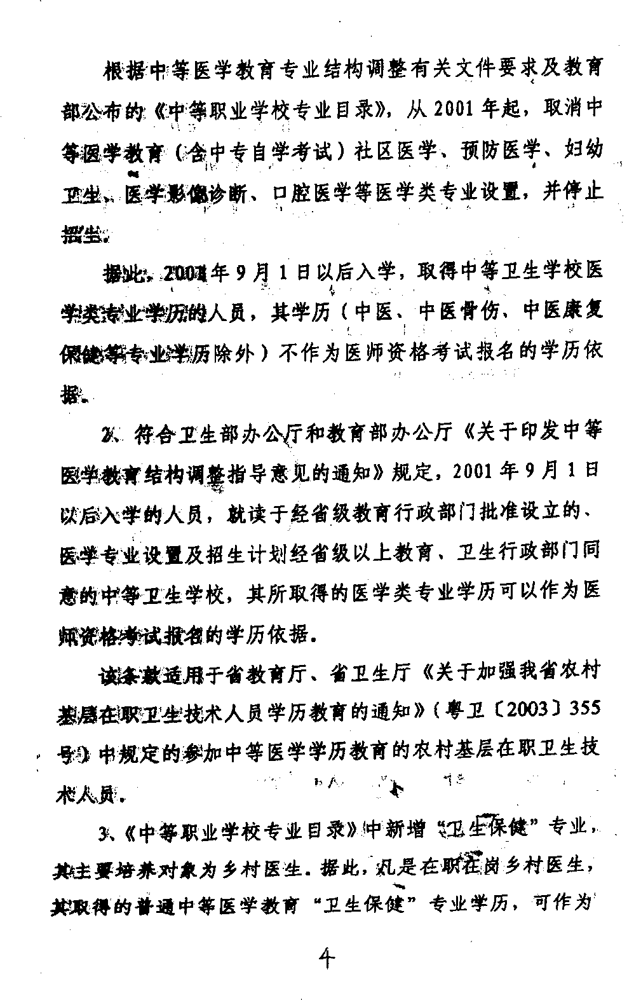 根据中等医学教育专业结构调整有关文件要求及教育
部公布的《中等职业学校专业目录》，从 2001 年起，取消中
等医学教育（含中专自学考试）社区医学、预防医学、妇幼
卫生、医学影像诊断、口腔医学等医学类专业设置，并停止
招生。
据此，2001年 9 月 1 日以后入学，取得中等卫生学校医
学类专业学历的人员，其学历（中医、中医骨伤、中医康复
保健等专业学历除外）不作为医师资格考试报名的学历依
据。
2、符合卫生部办公厅和教育部办公厅《关于印发中等
医学教育结构调整指导意见的通知》规定，2001 年 9 月 1 日
以后入学的人员，就读于经省级教育行政部门批准设立的、
医学专业设置及招生计划经省级以上教育、卫生行政部门同
意的中等卫生学校，其所取得的医学类专业学历可以作为医
师资格考试报名的学历依据。
该条款适用于省教育厅、省卫生厅《关于加强我省农村
基层在职卫生技术人员学历教育的通知》（粤卫〔2003〕355
号）中规定的参加中等医学学历教育的农村基层在职卫生技
术人员。
3、《中等职业学校专业目录》中新增“卫生保健”专业，
其主要培养对象为乡村医生。据此，凡是在职在岗乡村医生，
其取得的普通中等医学教育“卫生保健”专业学历，可作为
4